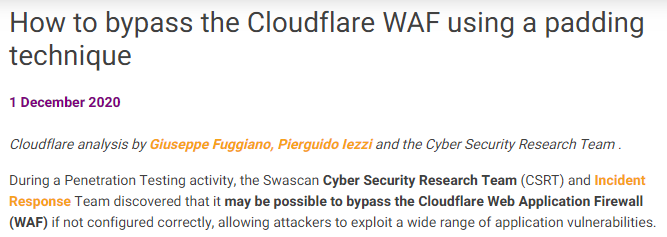 How to bypass the Cloudflare WAF using a padding
technique
1 December 2020
Cloudflare analysis by Giuseppe Fuggiano, Pierguido Iezzi and the Cyber Security Research Team .
During a Penetration Testing activity, the Swascan Cyber Security Research Team (CSRT) and Incident
Response Team discovered that it may be possible to bypass the Cloudflare Web Application Firewall
(WAF) if not configured correctly, allowing attackers to exploit a wide range of application vulnerabilities.